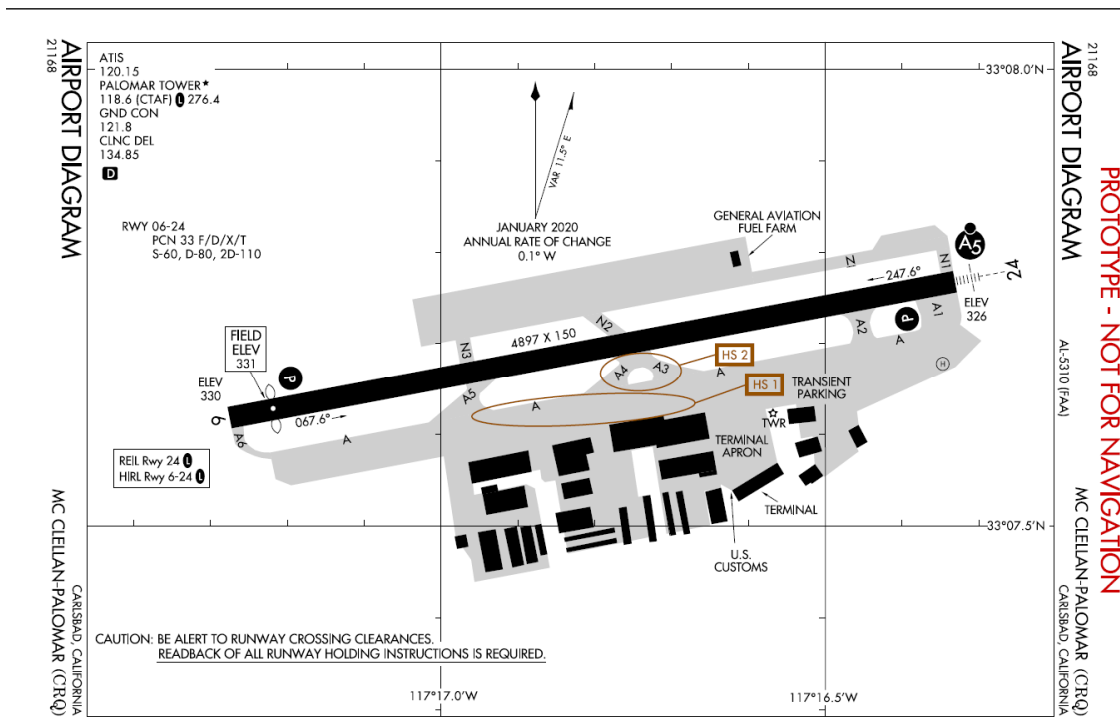 21168
AIRPORT DIAGRAM
ATIS
120.15
PALOMAR TOWER★
118.6 (CTAF) L 276.4
GND CON
121.8
CLNC DEL
134.85
D
RWY 06-24
PCN 33 F/D/X/T
S-60, D-80, 2D-110
VAR 11.5° E
JANUARY 2020
ANNUAL RATE OF CHANGE
0.1° W
33°08.0'N
GENERAL AVIATION
FUEL FARM
N1
N1
A5
247.6°
24
ELEV
326
A1
P
A2
A
H
N2
4897 X 150
N3
HS 2
A4
A3
A
HS 1
FIELD
ELEV
331
P
ELEV
330
067.6°
6
A6
A
A5
A
TRANSIENT
PARKING
TWR
TERMINAL
APRON
TERMINAL
U.S.
CUSTOMS
REIL Rwy 24 L
HIRL Rwy 6-24 L
33°07.5'N
CAUTION: BE ALERT TO RUNWAY CROSSING CLEARANCES.
READBACK OF ALL RUNWAY HOLDING INSTRUCTIONS IS REQUIRED.
117°17.0'W
117°16.5'W
CARLSBAD, CALIFORNIA
MC CLELLAN-PALOMAR (CRQ)
21168
AIRPORT DIAGRAM
AL-5310 (FAA)
MC CLELLAN-PALOMAR (CRQ)
CARLSBAD, CALIFORNIA
PROTOTYPE - NOT FOR NAVIGATION